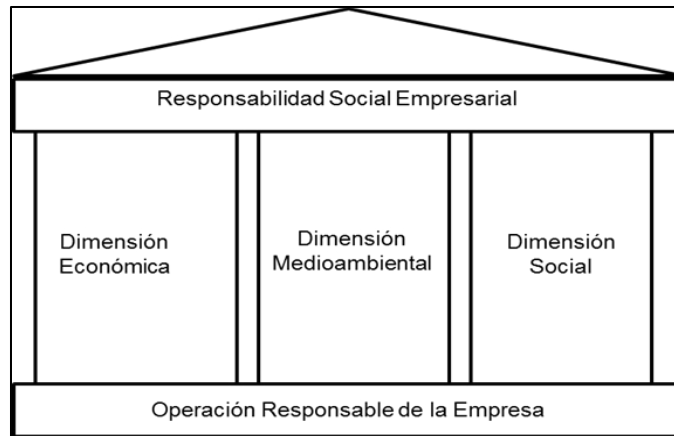 Responsabilidad Social Empresarial
Dimensión
Económica
Dimensión
Medioambiental
Dimensión
Social
Operación Responsable de la Empresa